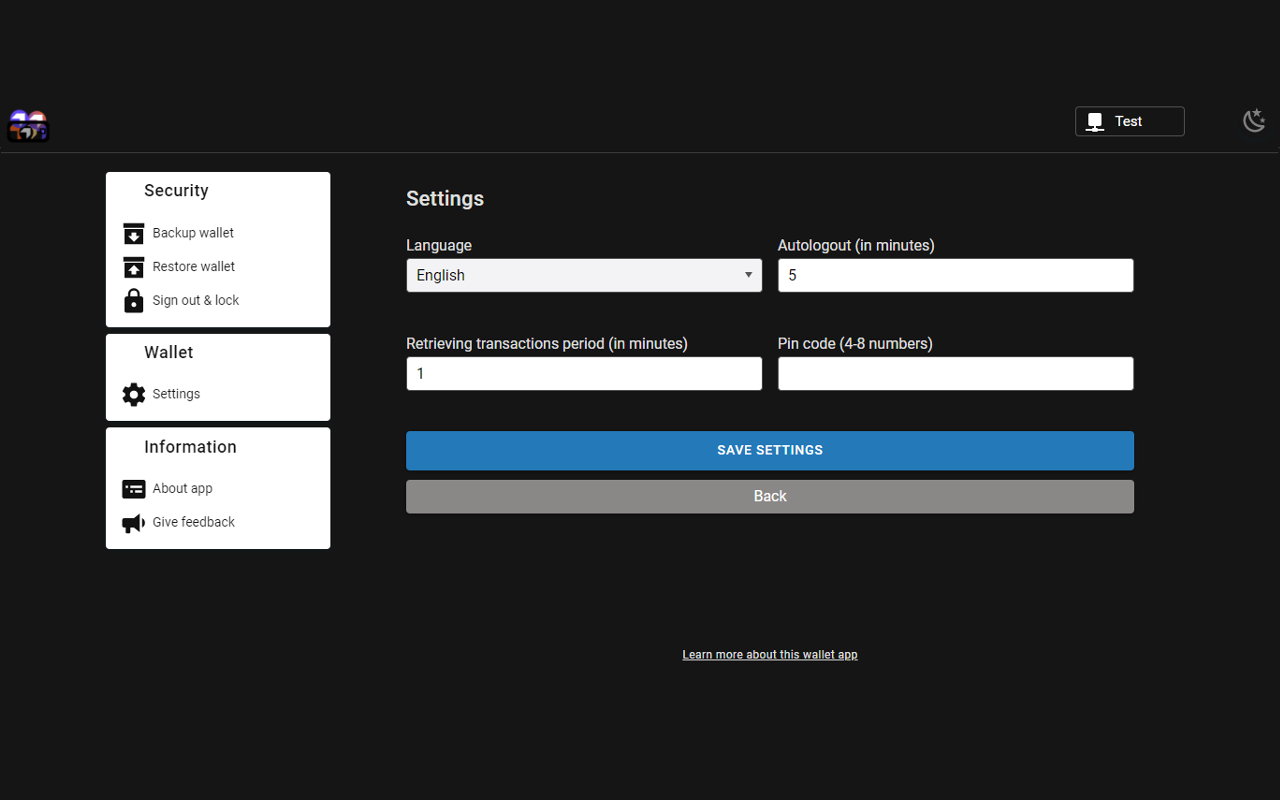 Test
Security
Backup wallet
Restore wallet
Sign out & lock
Wallet
Settings
Information
About app
Give feedback
Settings
Language
English
Autologout (in minutes)
5
Retrieving transactions period (in minutes)
1
Pin code (4-8 numbers)
SAVE SETTINGS
Back
Learn more about this wallet app